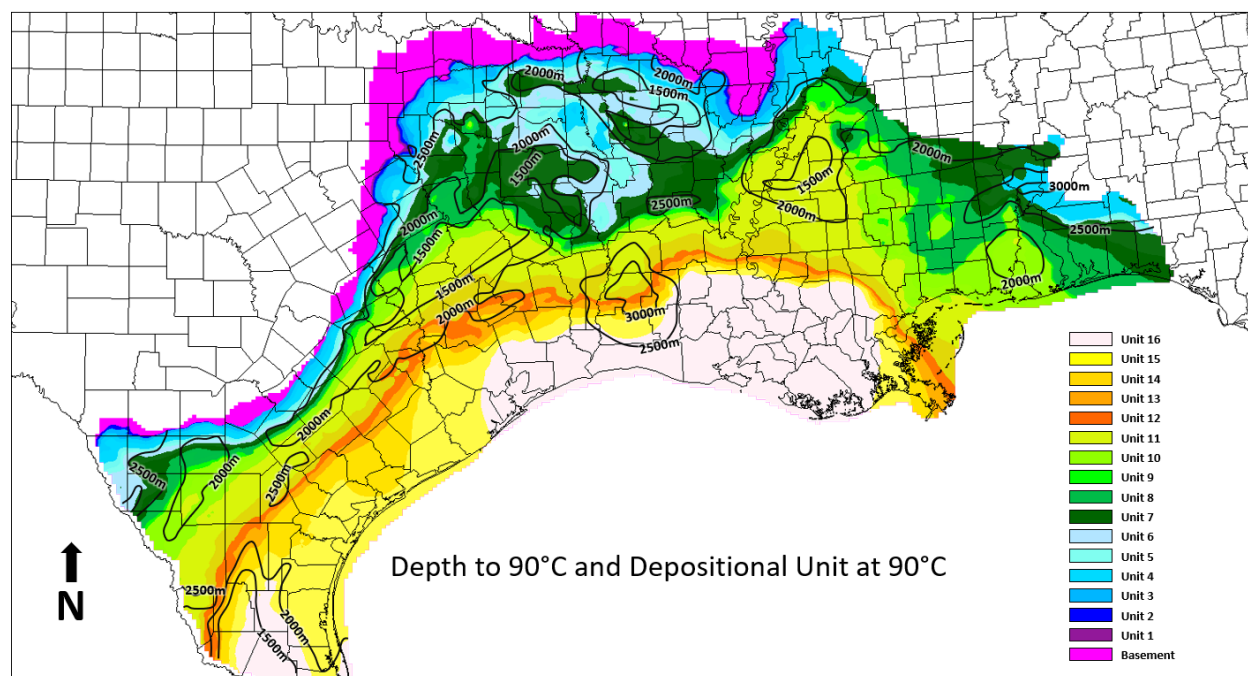 2000m
2000m
1500m
2500m
2000m
1500m
2000m
3000m
2500m
1500m
2000m
2000m
2500m
1500m
2000m
1500m
2000m
3000m
2500m
2000m
2500m
2000m
2500m
2500m
2000m
1500m
Depth to 90°C and Depositional Unit at 90°C
N
Unit 16
Unit 15
Unit 14
Unit 13
Unit 12
Unit 11
Unit 10
Unit 9
Unit 8
Unit 7
Unit 6
Unit 5
Unit 4
Unit 3
Unit 2
Unit 1
Basement